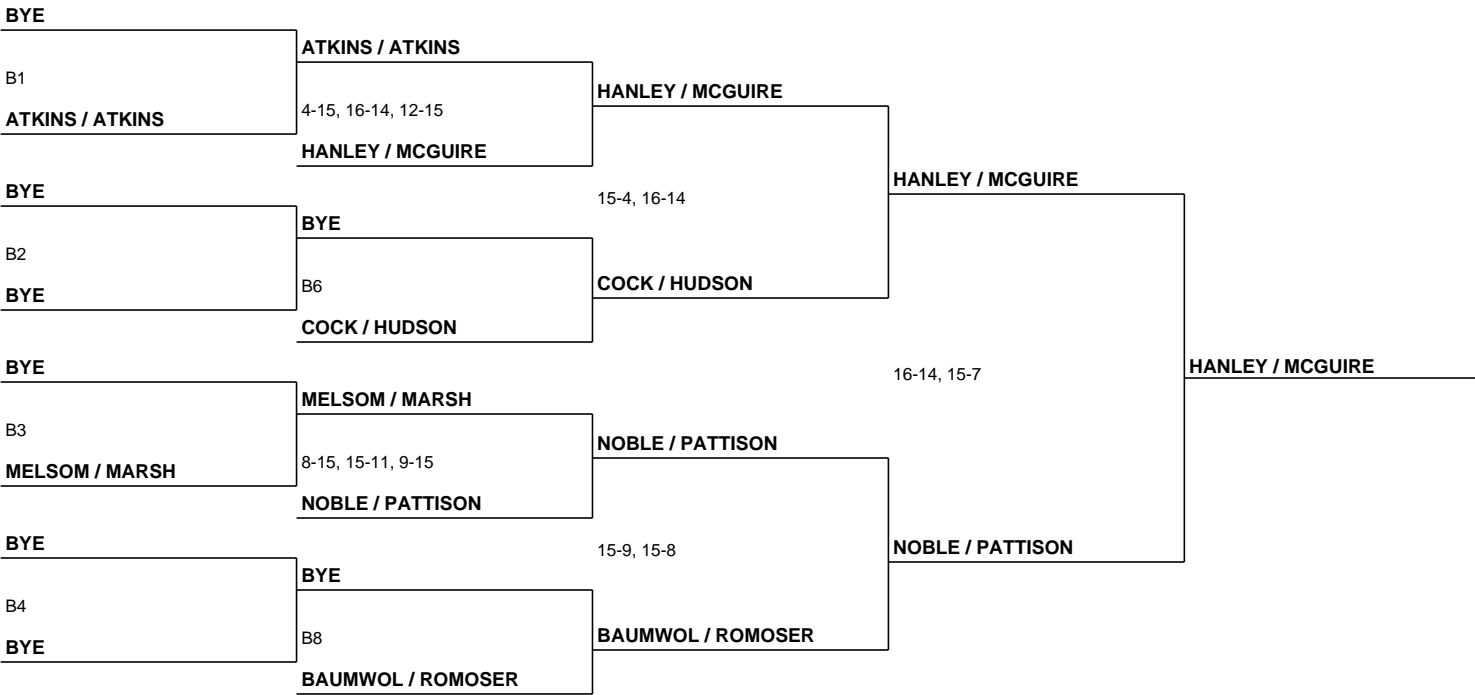 BYE
B1
ATKINS / ATKINS
BYE
B2
BYE
BYE
B3
MELSOM / MARSH
BYE
B4
BYE
ATKINS / ATKINS
4-15, 16-14, 12-15
HANLEY / MCGUIRE
BYE
B6
COCK / HUDSON
MELSOM / MARSH
8-15, 15-11, 9-15
NOBLE / PATTISON
BYE
B8
BAUMWOL / ROMOSER
HANLEY / MCGUIRE
15-4, 16-14
COCK / HUDSON
NOBLE / PATTISON
15-9, 15-8
BAUMWOL / ROMOSER
HANLEY / MCGUIRE
16-14, 15-7
NOBLE / PATTISON
HANLEY / MCGUIRE